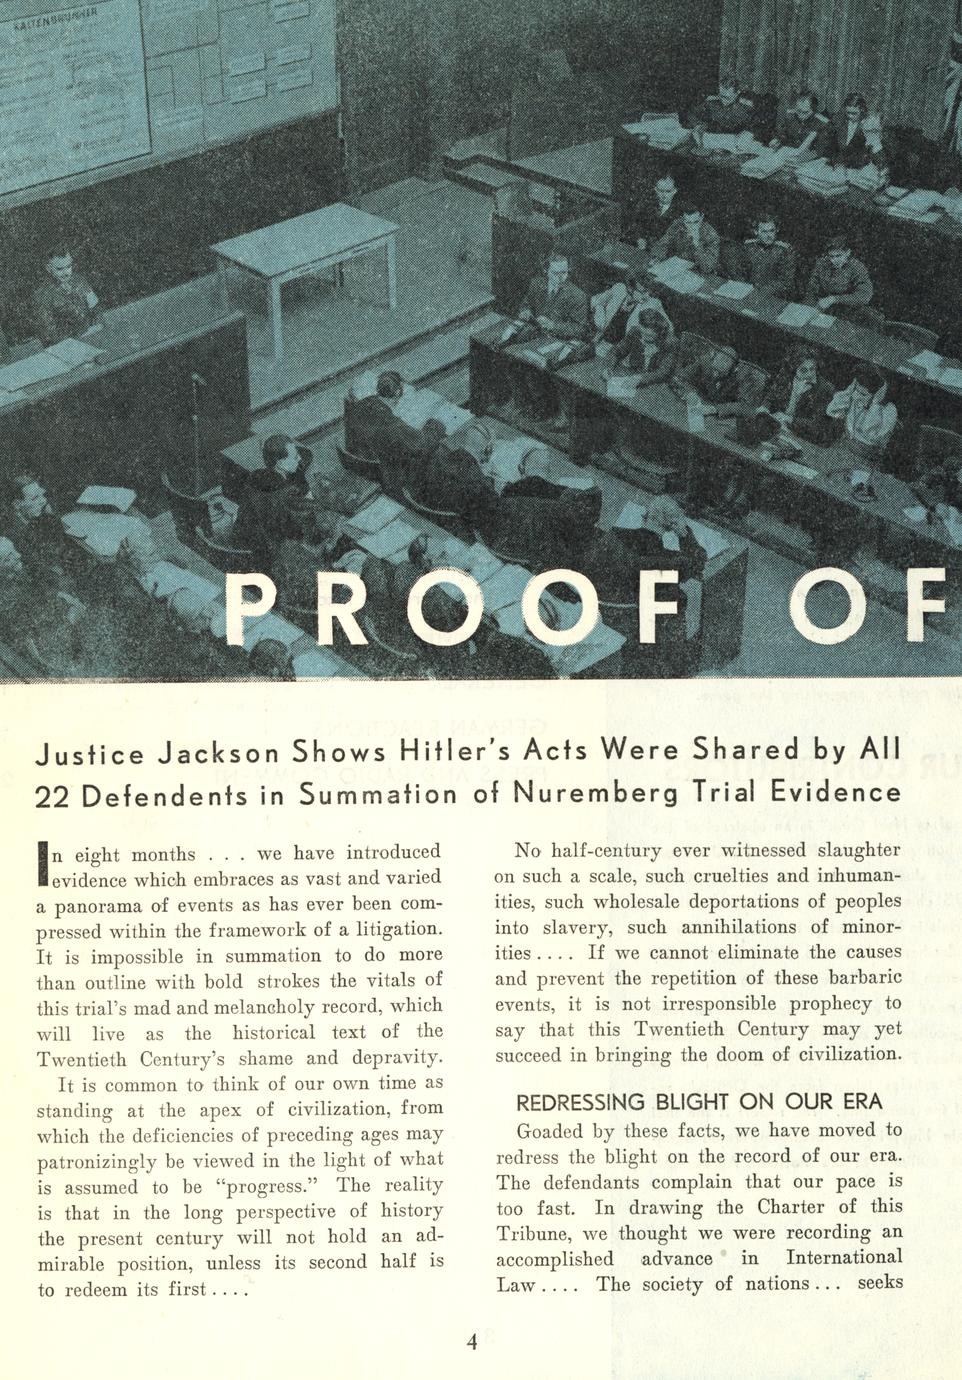 KALTENBRUNNER
PROOF OF
Justice Jackson Shows Hitler's Acts Were Shared by All
22 Defendents in Summation of Nuremberg Trial Evidence
In eight months . . . we have introduced
evidence which embraces as vast and varied
a panorama of events as has ever been com-
pressed within the framework of a litigation.
It is impossible in summation to do more
than outline with bold strokes the vitals of
this trial's mad and melancholy record, which
will live as the historical text of the
Twentieth Century's shame and depravity.
It is common to think of our own time as
standing at the apex of civilization, from
which the deficiencies of preceding ages may
patronizingly be viewed in the light of what
is assumed to be “progress.” The reality
is that in the long perspective of history
the present century will not hold an ad-
mirable position, unless its second half is
to redeem its first . . . .
No half-century ever witnessed slaughter
on such a scale, such cruelties and inhuman-
ities, such wholesale deportations of peoples
into slavery, such annihilations of minor-
ities . . . . If we cannot eliminate the causes
and prevent the repetition of these barbaric
events, it is not irresponsible prophecy to
say that this Twentieth Century may yet
succeed in bringing the doom of civilization.
REDRESSING BLIGHT ON OUR ERA
Goaded by these facts, we have moved to
redress the blight on the record of our era.
The defendants complain that our pace is
too fast. In drawing the Charter of this
Tribune, we thought we were recording an
accomplished advance in International
Law . . . . The society of nations . . . seeks
4